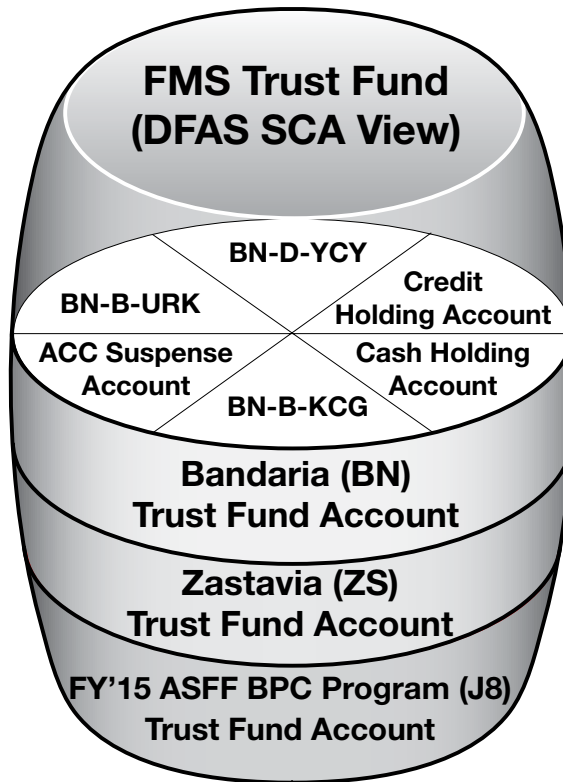 FMS Trust Fund
(DFAS SCA View)
BN-D-YCY
BN-B-URK
Credit
Holding Account
ACC Suspense
Account
Cash Holding
Account
BN-B-KCG
Bandaria (BN)
Trust Fund Account
Zastavia (ZS)
Trust Fund Account
FY'15 ASFF BPC Program (J8)
Trust Fund Account